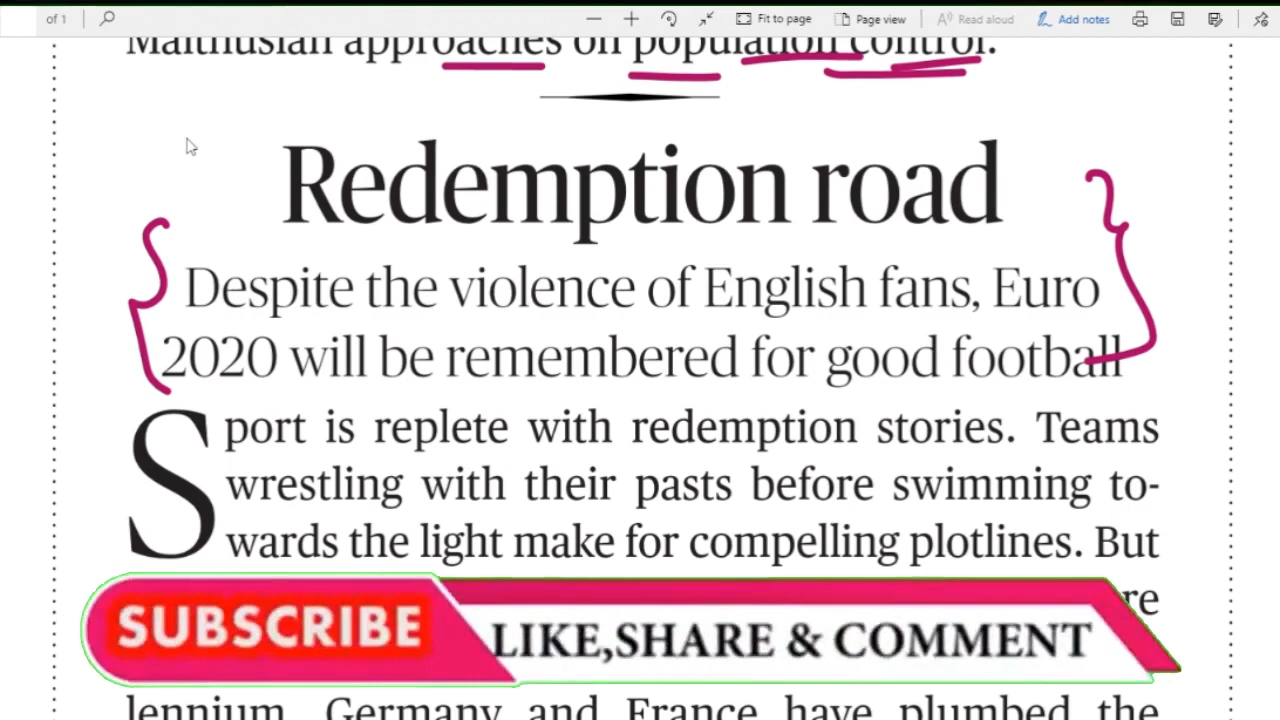 of 1
Fit to page
Page view
Read aloud
Add notes
Malthusian approaches on population control.
Redemption road
Despite the violence of English fans, Euro
2020 will be remembered for good football
Sport is replete with redemption stories. Teams
wrestling with their pasts before swimming to-
wards the light make for compelling plotlines. But
SUBSCRIBE
LIKE,SHARE & COMMENT
lennium. Germany and France have plumbed the